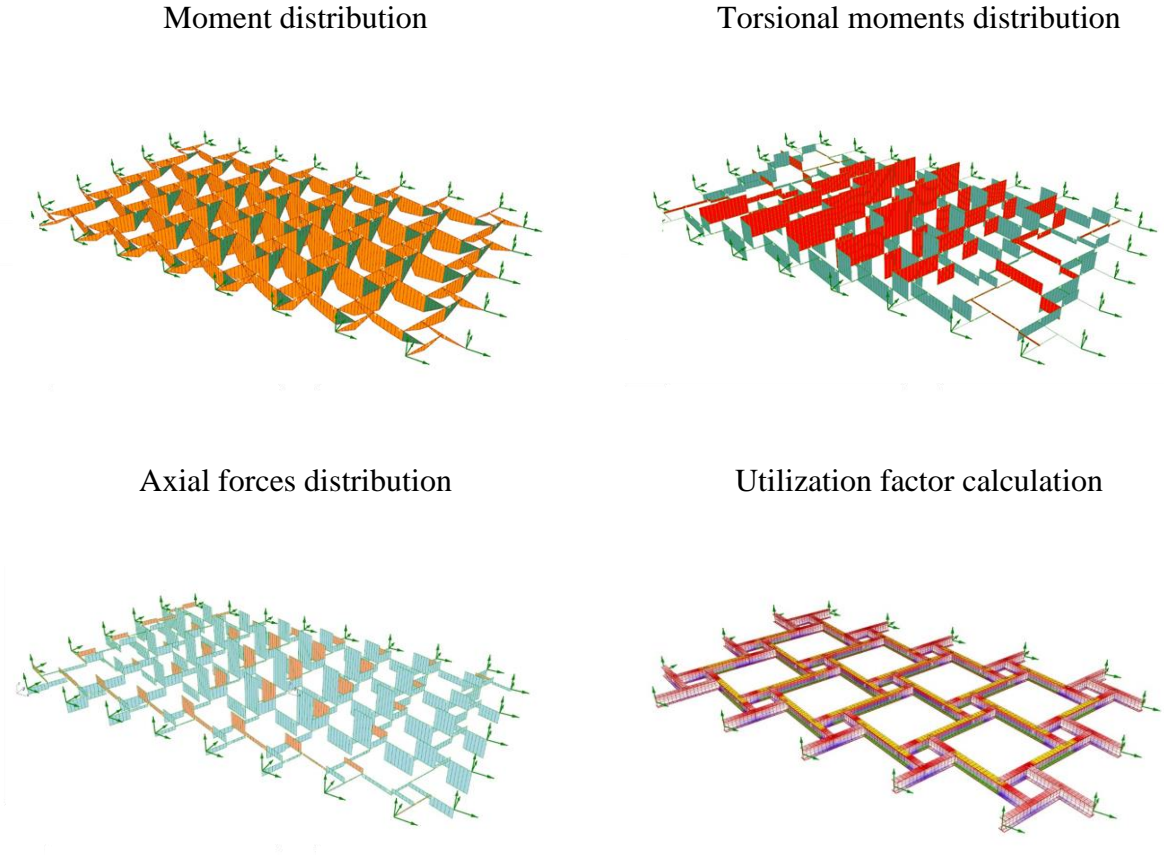 Moment distribution
Torsional moments distribution
Axial forces distribution
Utilization factor calculation